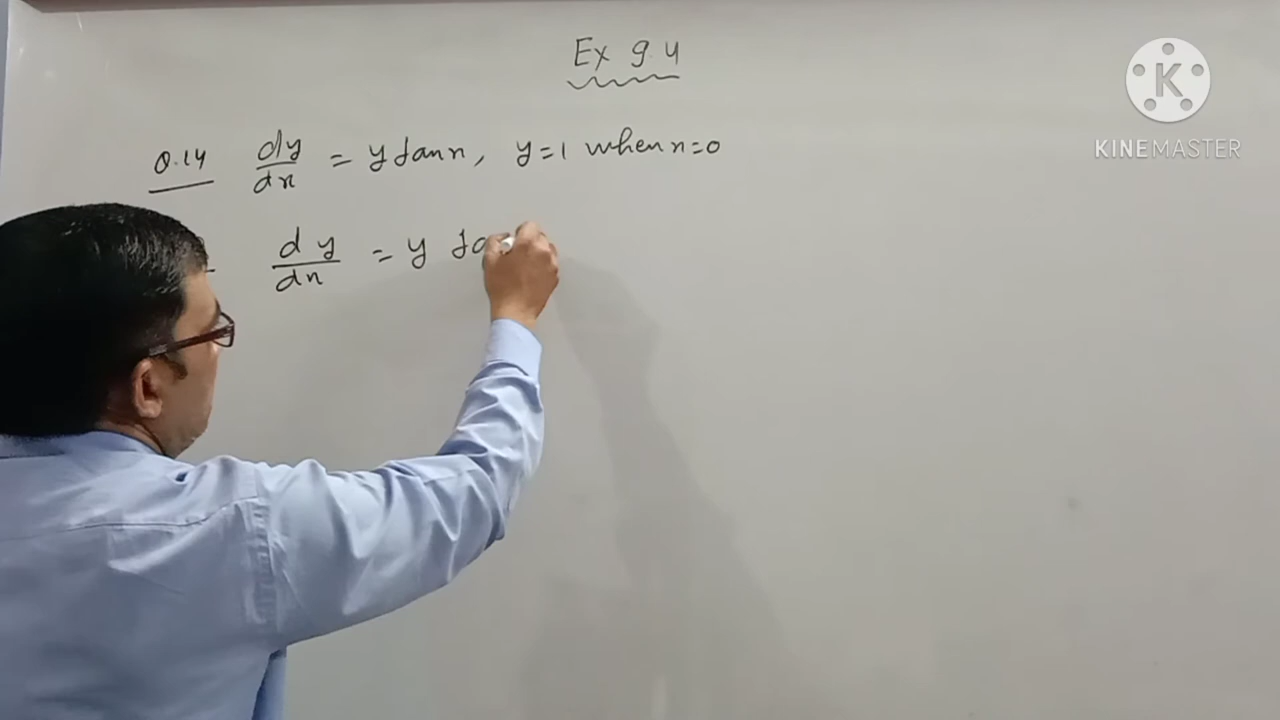 Ex 9.4
K
KINEMASTER
Q.14 dy/dx = y tan x, y=1 when x=0
dy/dx = y ta